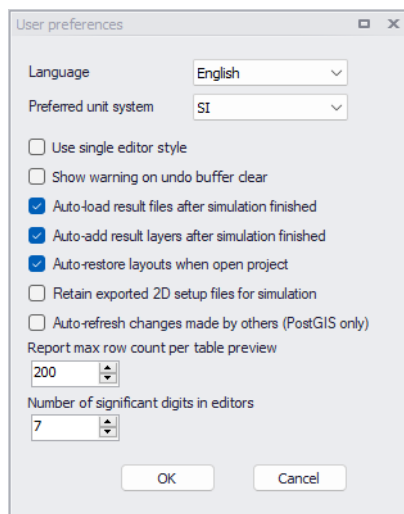 User preferences
Language English
Preferred unit system SI
Use single editor style
Show warning on undo buffer clear
Auto-load result files after simulation finished
Auto-add result layers after simulation finished
Auto-restore layouts when open project
Retain exported 2D setup files for simulation
Auto-refresh changes made by others (PostGIS only)
Report max row count per table preview
200
Number of significant digits in editors
7
OK Cancel